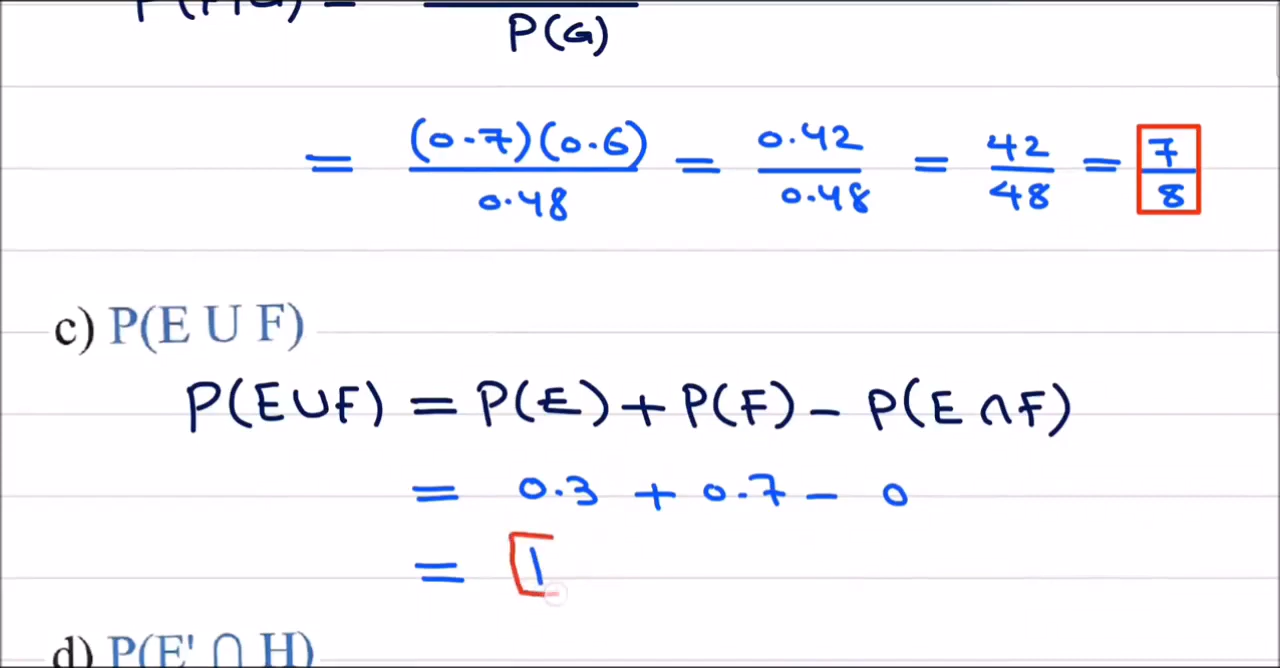 P(G)
= (0.7)(0.6) / 0.48 = 0.42 / 0.48 = 42 / 48 = 7 / 8
c) P(E U F)
P(E∪F) = P(E) + P(F) - P(E∩F)
= 0.3 + 0.7 - 0
= 1
d) P(E' ∩ H)